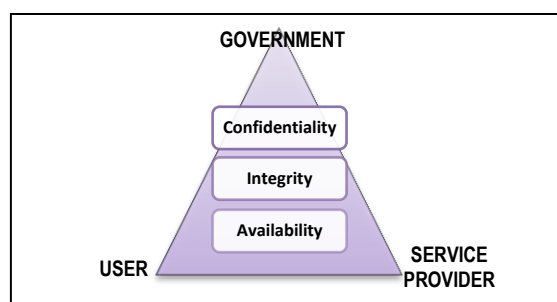 GOVERNMENT
Confidentiality
Integrity
Availability
USER
SERVICE
PROVIDER